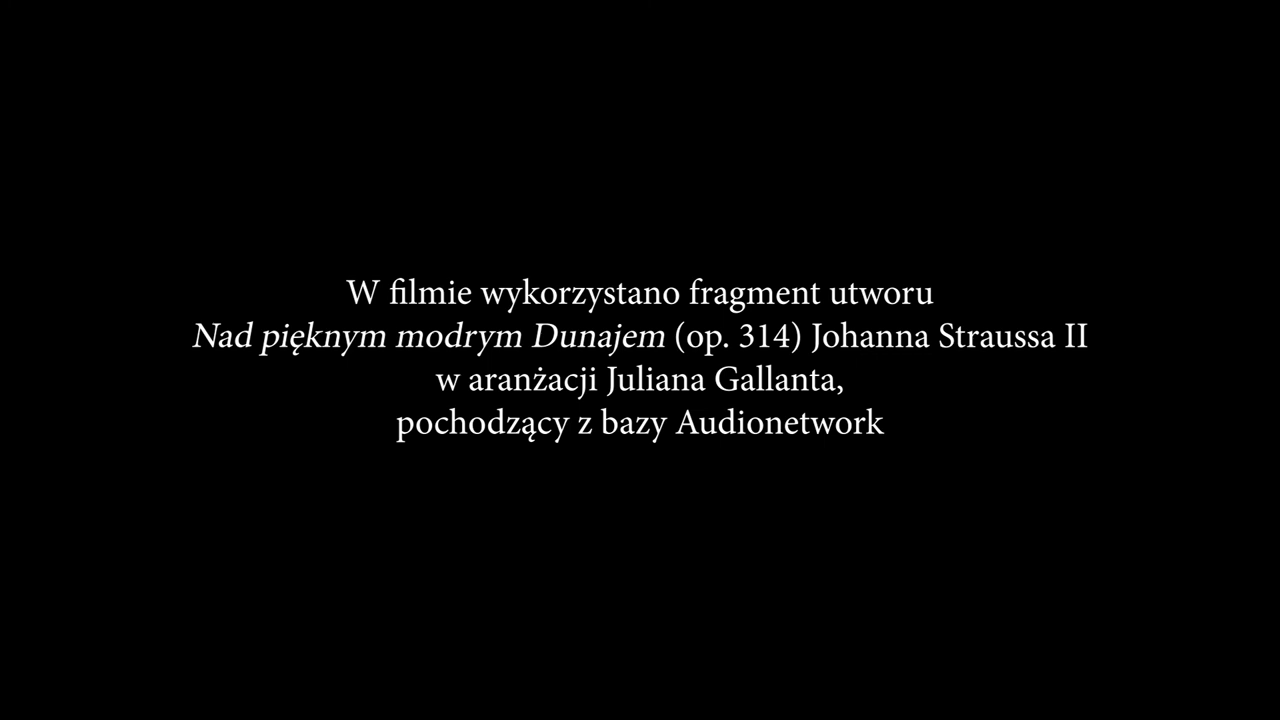 W filmie wykorzystano fragment utworu
Nad pięknym modrym Dunajem (op. 314) Johanna Straussa II
w aranżacji Juliana Gallanta,
pochodzący z bazy Audionetwork